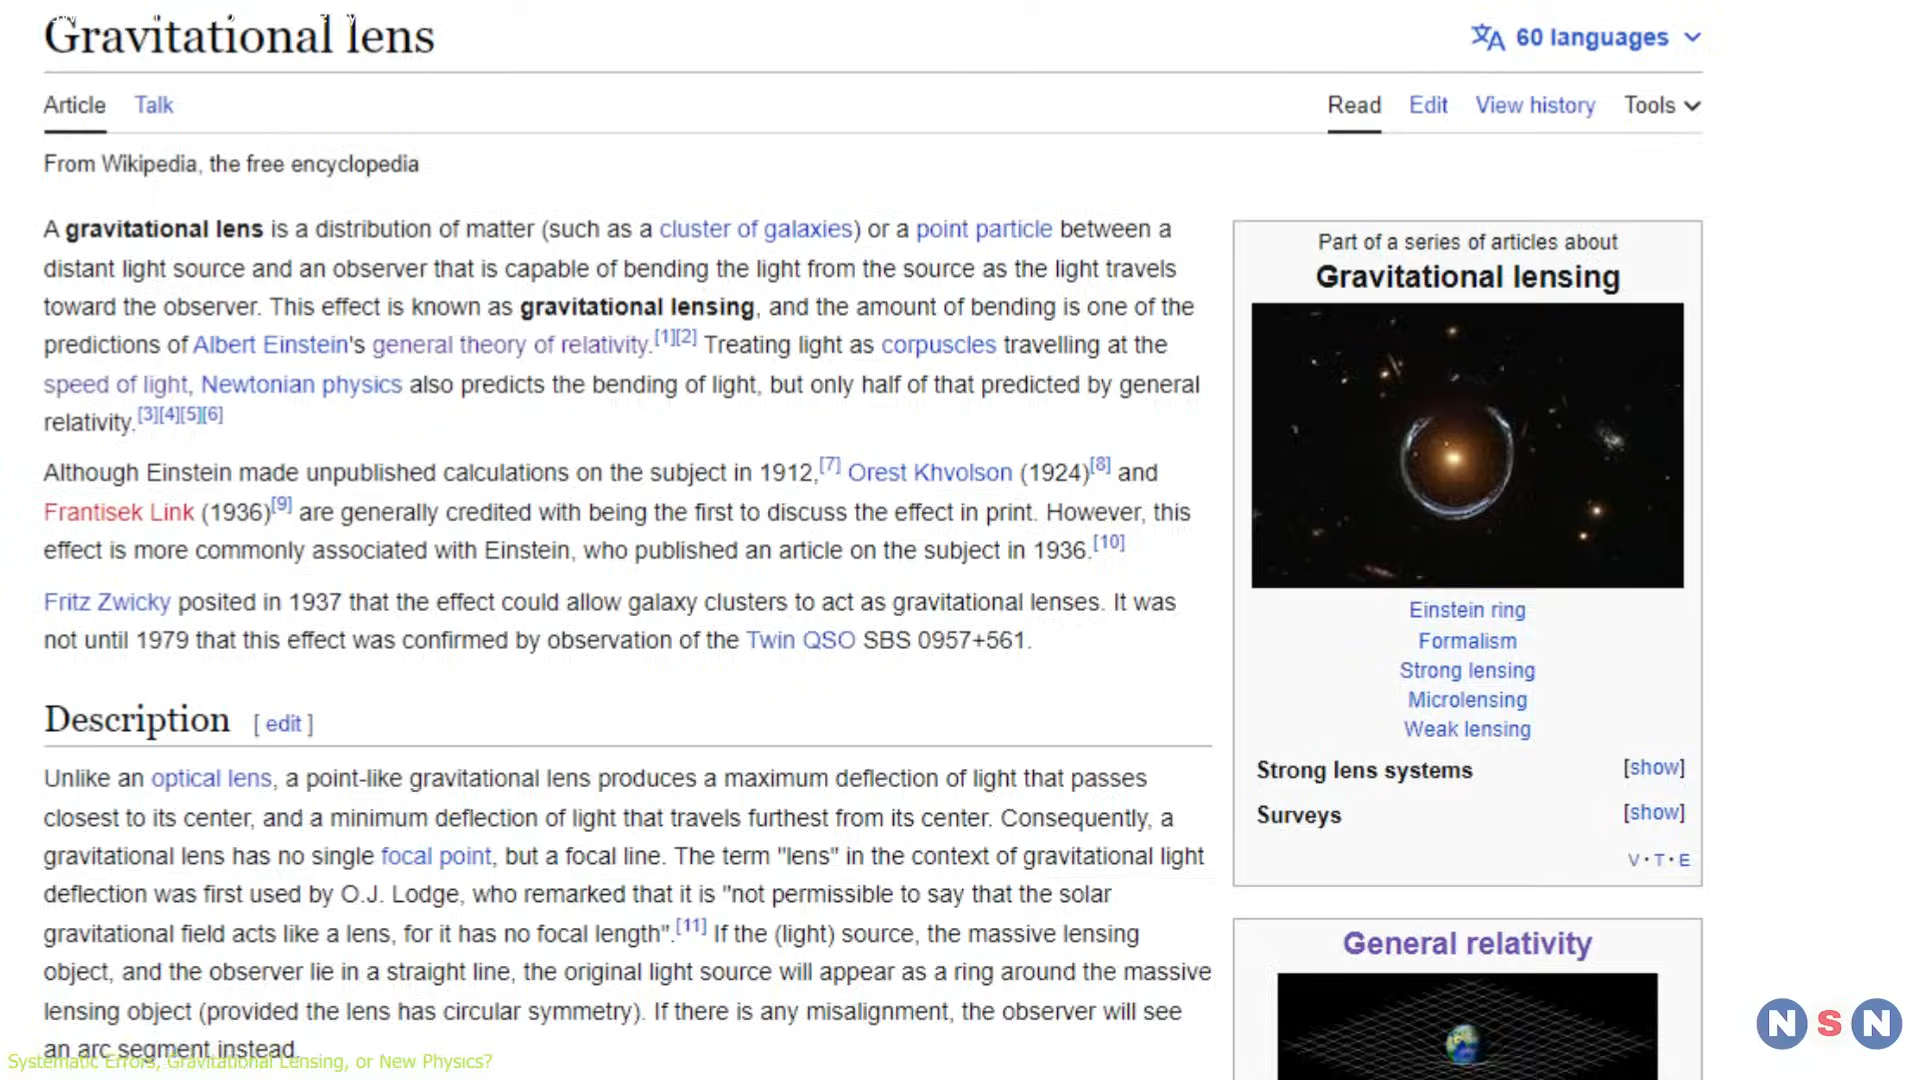 Gravitational lens
60 languages
Article Talk
Read Edit View history Tools
From Wikipedia, the free encyclopedia
A gravitational lens is a distribution of matter (such as a cluster of galaxies) or a point particle between a
distant light source and an observer that is capable of bending the light from the source as the light travels
toward the observer. This effect is known as gravitational lensing, and the amount of bending is one of the
predictions of Albert Einstein's general theory of relativity.[1][2] Treating light as corpuscles travelling at the
speed of light, Newtonian physics also predicts the bending of light, but only half of that predicted by general
relativity.[3][4][5][6]
Although Einstein made unpublished calculations on the subject in 1912,[7] Orest Khvolson (1924)[8] and
Frantisek Link (1936)[9] are generally credited with being the first to discuss the effect in print. However, this
effect is more commonly associated with Einstein, who published an article on the subject in 1936.[10]
Fritz Zwicky posited in 1937 that the effect could allow galaxy clusters to act as gravitational lenses. It was
not until 1979 that this effect was confirmed by observation of the Twin QSO SBS 0957+561.
Description [ edit ]
Unlike an optical lens, a point-like gravitational lens produces a maximum deflection of light that passes
closest to its center, and a minimum deflection of light that travels furthest from its center. Consequently, a
gravitational lens has no single focal point, but a focal line. The term "lens" in the context of gravitational light
deflection was first used by O.J. Lodge, who remarked that it is "not permissible to say that the solar
gravitational field acts like a lens, for it has no focal length".[11] If the (light) source, the massive lensing
object, and the observer lie in a straight line, the original light source will appear as a ring around the massive
lensing object (provided the lens has circular symmetry). If there is any misalignment, the observer will see
an arc segment instead.
Part of a series of articles about
Gravitational lensing
Einstein ring
Formalism
Strong lensing
Microlensing
Weak lensing
Strong lens systems [show]
Surveys [show]
V · T · E
General relativity
N S N
Systematic Errors, Gravitational Lensing, or New Physics?